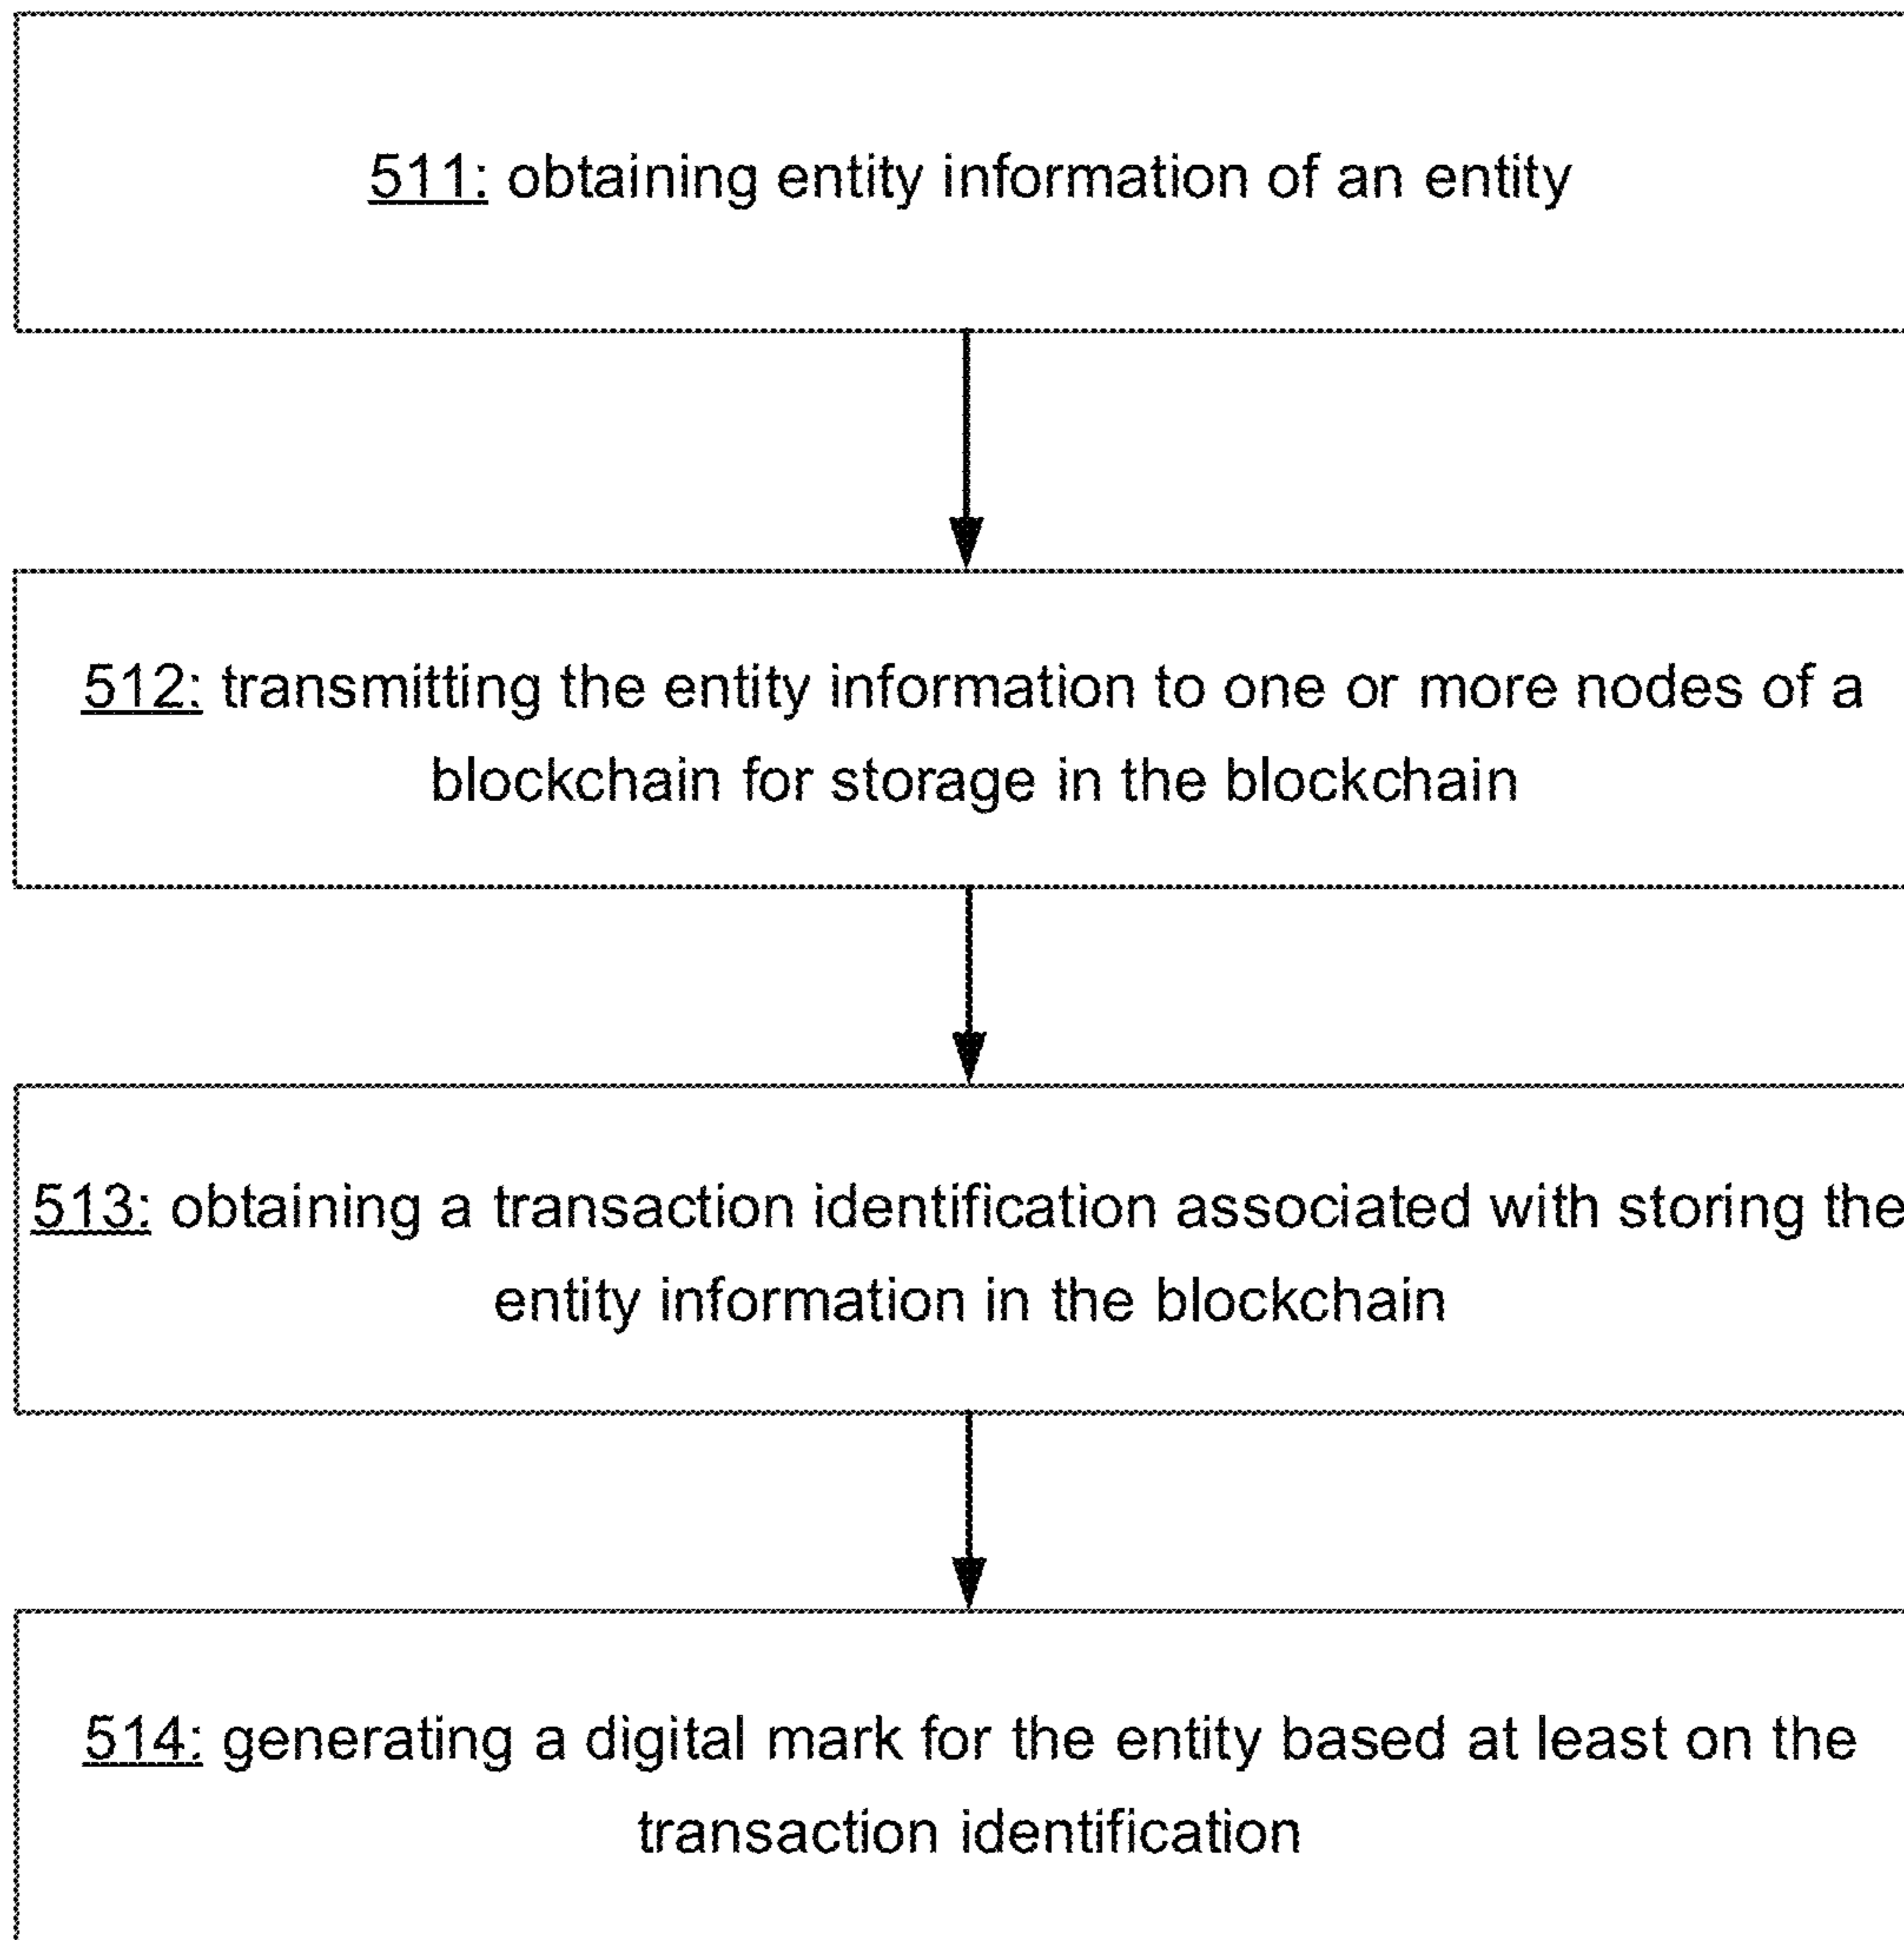 511: obtaining entity information of an entity
512: transmitting the entity information to one or more nodes of a
blockchain for storage in the blockchain
513: obtaining a transaction identification associated with storing the
entity information in the blockchain
514: generating a digital mark for the entity based at least on the
transaction identification